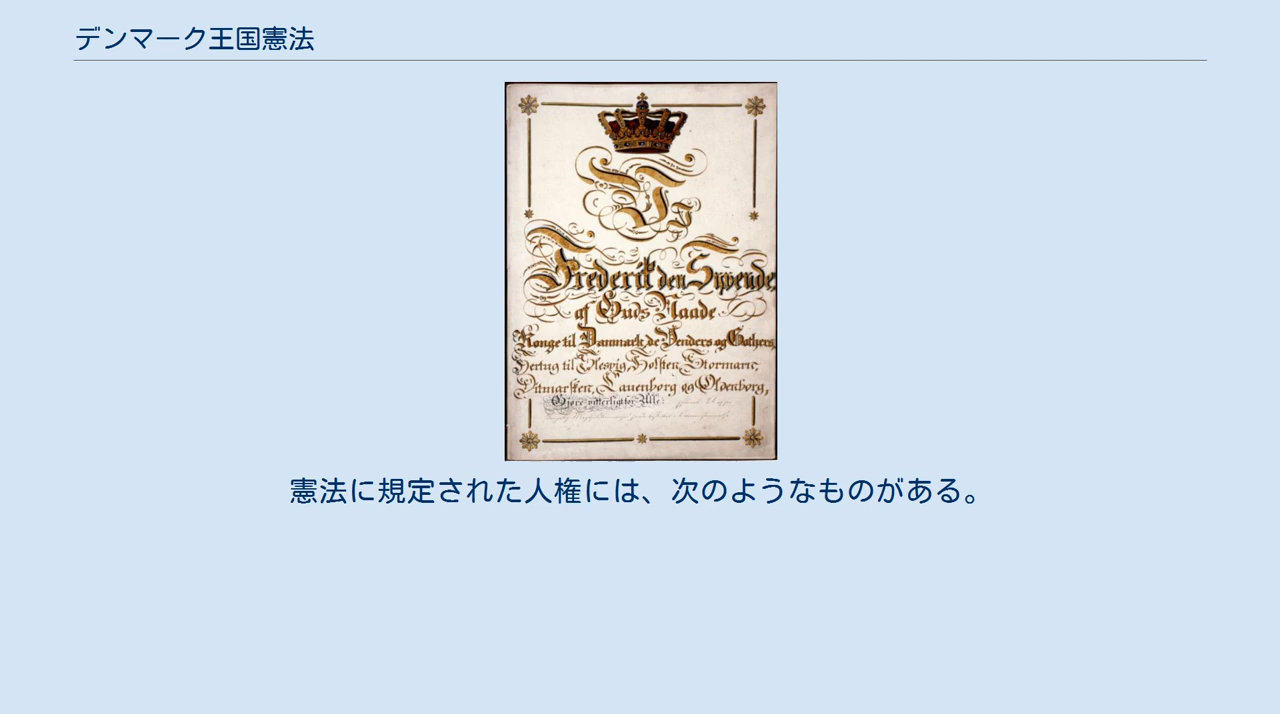 デンマーク王国憲法
Vi
Frederik den Syvende
af Guds Naade
Konge til Danmark, de Venders og Gothers,
Hertug til Slesvig, Holsten, Stormarn,
Ditmarsken, Lauenborg og Oldenborg,
Gjøre vitterligt for Alle:
憲法に規定された人権には、次のようなものがある。